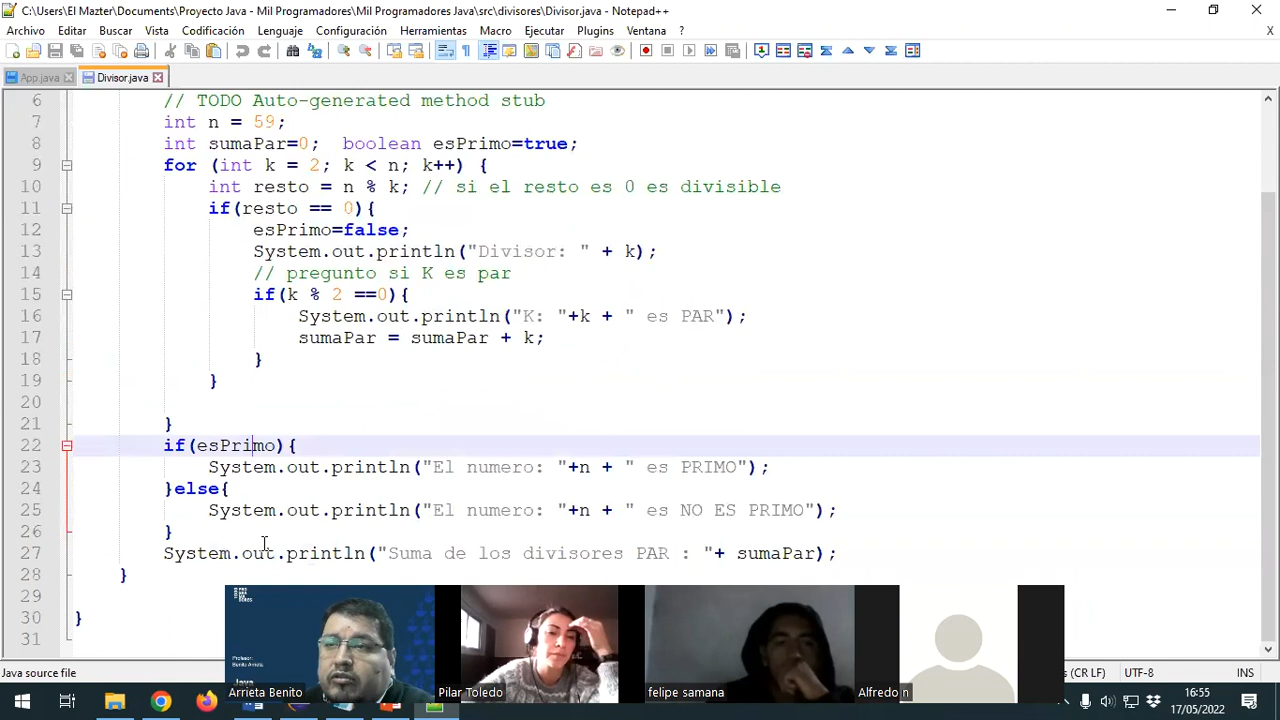 C:\Users\El Mazter\Documents\Proyecto Java - Mil Programadores\Mil Programadores Java\src\divisores\Divisor.java - Notepad++
Archivo Editar Buscar Vista Codificación Lenguaje Configuración Herramientas Macro Ejecutar Plugins Ventana X
App.java Divisor.java
6 // TODO Auto-generated method stub
7 int n = 59;
8 int sumaPar=0; boolean esPrimo=true;
9 for (int k = 2; k < n; k++) {
10 int resto = n % k; // si el resto es 0 es divisible
11 if(resto == 0){
12 esPrimo=false;
13 System.out.println("Divisor: " + k);
14 // pregunto si K es par
15 if(k % 2 ==0){
16 System.out.println("K: "+k + " es PAR");
17 sumaPar = sumaPar + k;
18 }
19 }
20
21 }
22 if(esPrimo){
23 System.out.println("El numero: "+n + " es PRIMO");
24 }else{
25 System.out.println("El numero: "+n + " es NO ES PRIMO");
26 }
27 System.out.println("Suma de los divisores PAR : "+ sumaPar);
28 }
29
30 }
31
Profesor:
Benito Arrieta
Java
Arrieta Benito Pilar Toledo felipe samana Alfredo n
Java source file (CR LF) UTF-8 INS
16:55
17/05/2022